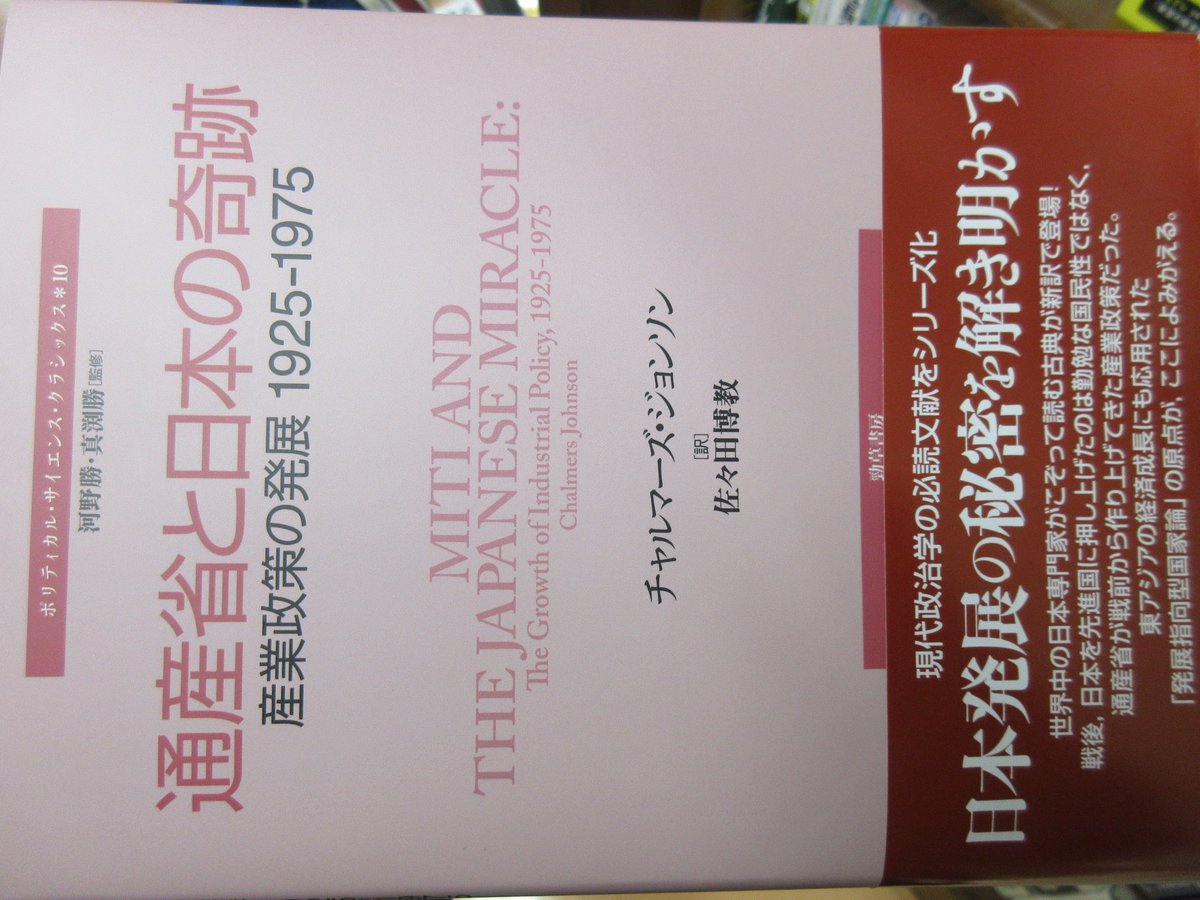 ポリティカル・サイエンス・クラシックス＊10
河野勝・真渕勝［監修］
通産省と日本の奇跡
産業政策の発展 1925-1975
MITI AND
THE JAPANESE MIRACLE:
The Growth of Industrial Policy, 1925-1975
Chalmers Johnson
チャルマーズ・ジョンソン
［訳］
佐々田博教
勁草書房
現代政治学の必読文献をシリーズ化
日本発展の秘密を解き明かす
世界中の日本専門家がこぞって読む古典が新訳で登場！
戦後，日本を先進国に押し上げたのは勤勉な国民性ではなく，
通産省が戦前から作り上げてきた産業政策だった。
東アジアの経済成長にも応用された
「発展指向型国家論」の原点が，ここによみがえる。